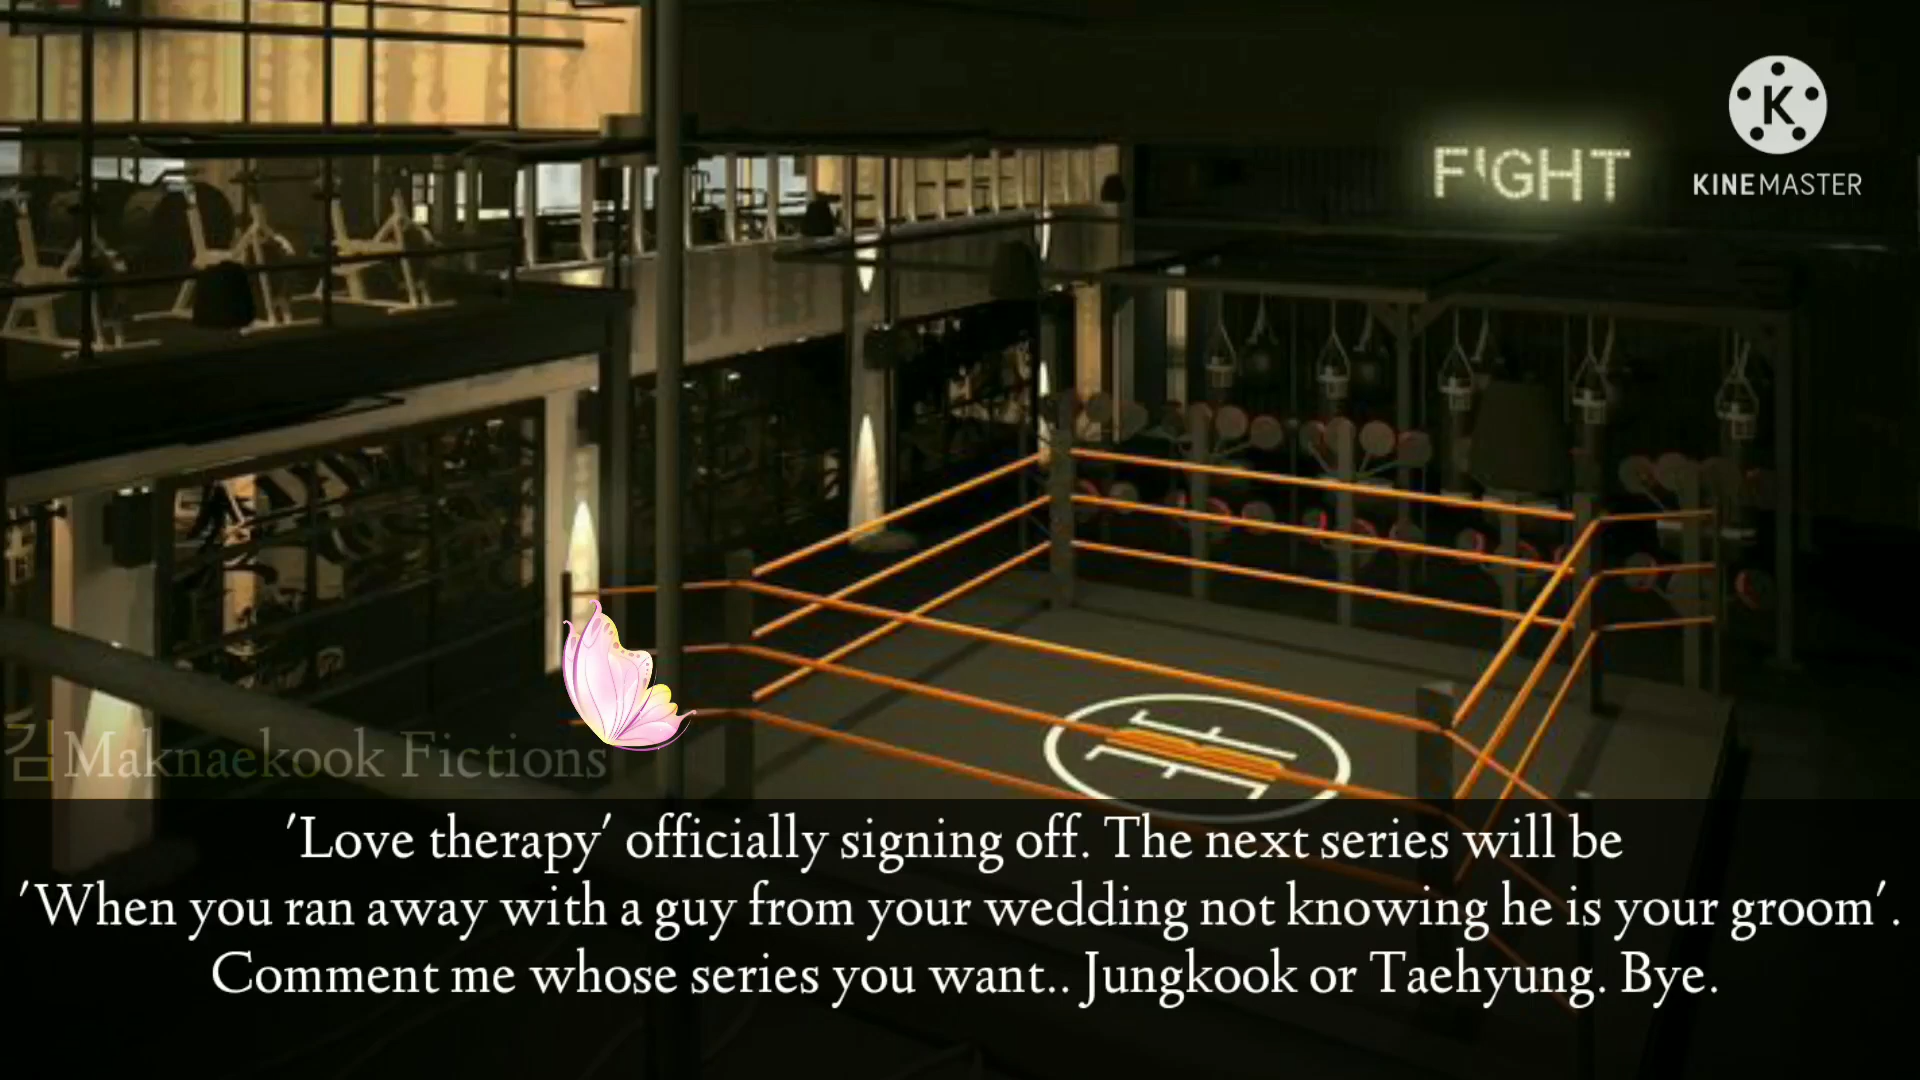 FIGHT
K
KINEMASTER
김Maknaekook Fictions
'Love therapy' officially signing off. The next series will be
'When you ran away with a guy from your wedding not knowing he is your groom'.
Comment me whose series you want.. Jungkook or Taehyung. Bye.